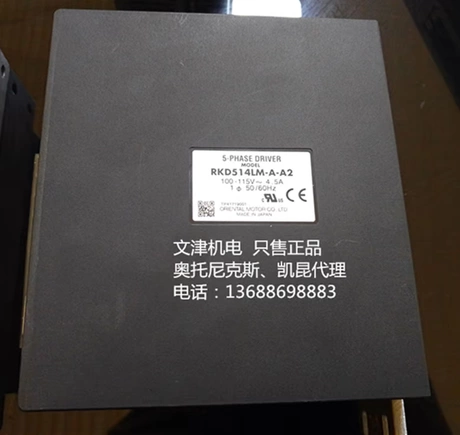 5-PHASE DRIVER
MODEL
RKD514LM-A-A2
100-115V~ 4.5A
1ϕ 50/60Hz
ORIENTAL MOTOR CO. LTD.
MADE IN JAPAN
文津机电 只售正品
奥托尼克斯、凯昆代理
电话：13688698883